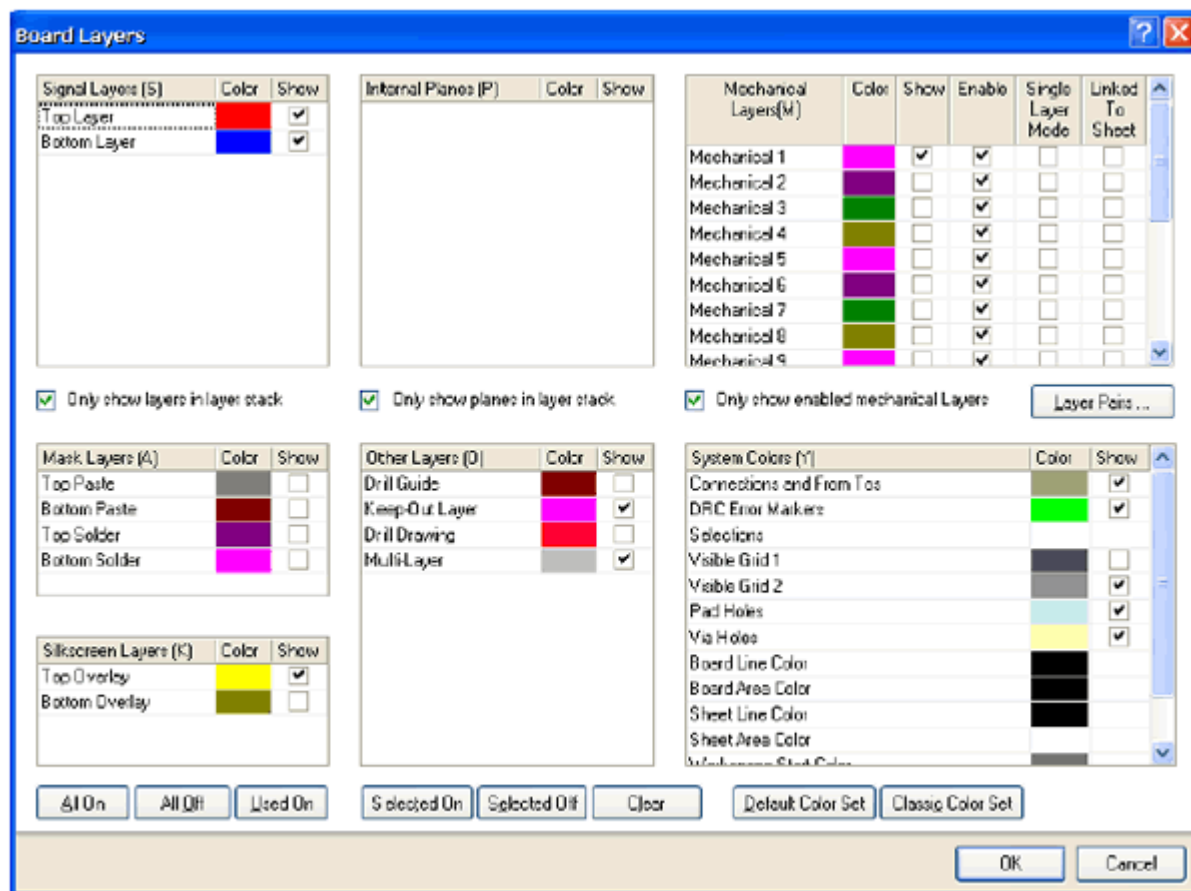 Board Layers
Signal Layers (S) Color Show
Top Layer
Bottom Layer
Only show layers in layer stack
Internal Planes (P) Color Show
Only show planes in layer stack
Mechanical Layers(M) Color Show Enable Single Layer Mode Linked To Sheet
Mechanical 1
Mechanical 2
Mechanical 3
Mechanical 4
Mechanical 5
Mechanical 6
Mechanical 7
Mechanical 8
Mechanical 9
Only show enabled mechanical Layers
Layer Pairs ...
Mask Layers (A) Color Show
Top Paste
Bottom Paste
Top Solder
Bottom Solder
Silkscreen Layers (K) Color Show
Top Overlay
Bottom Overlay
Other Layers (O) Color Show
Drill Guide
Keep-Out Layer
Drill Drawing
Multi-Layer
System Colors (Y) Color Show
Connections and From Tos
DRC Error Markers
Selections
Visible Grid 1
Visible Grid 2
Pad Holes
Via Holes
Board Line Color
Board Area Color
Sheet Line Color
Sheet Area Color
Workspace Start Color
All On
All Off
Used On
Selected On
Selected Off
Clear
Default Color Set
Classic Color Set
OK
Cancel